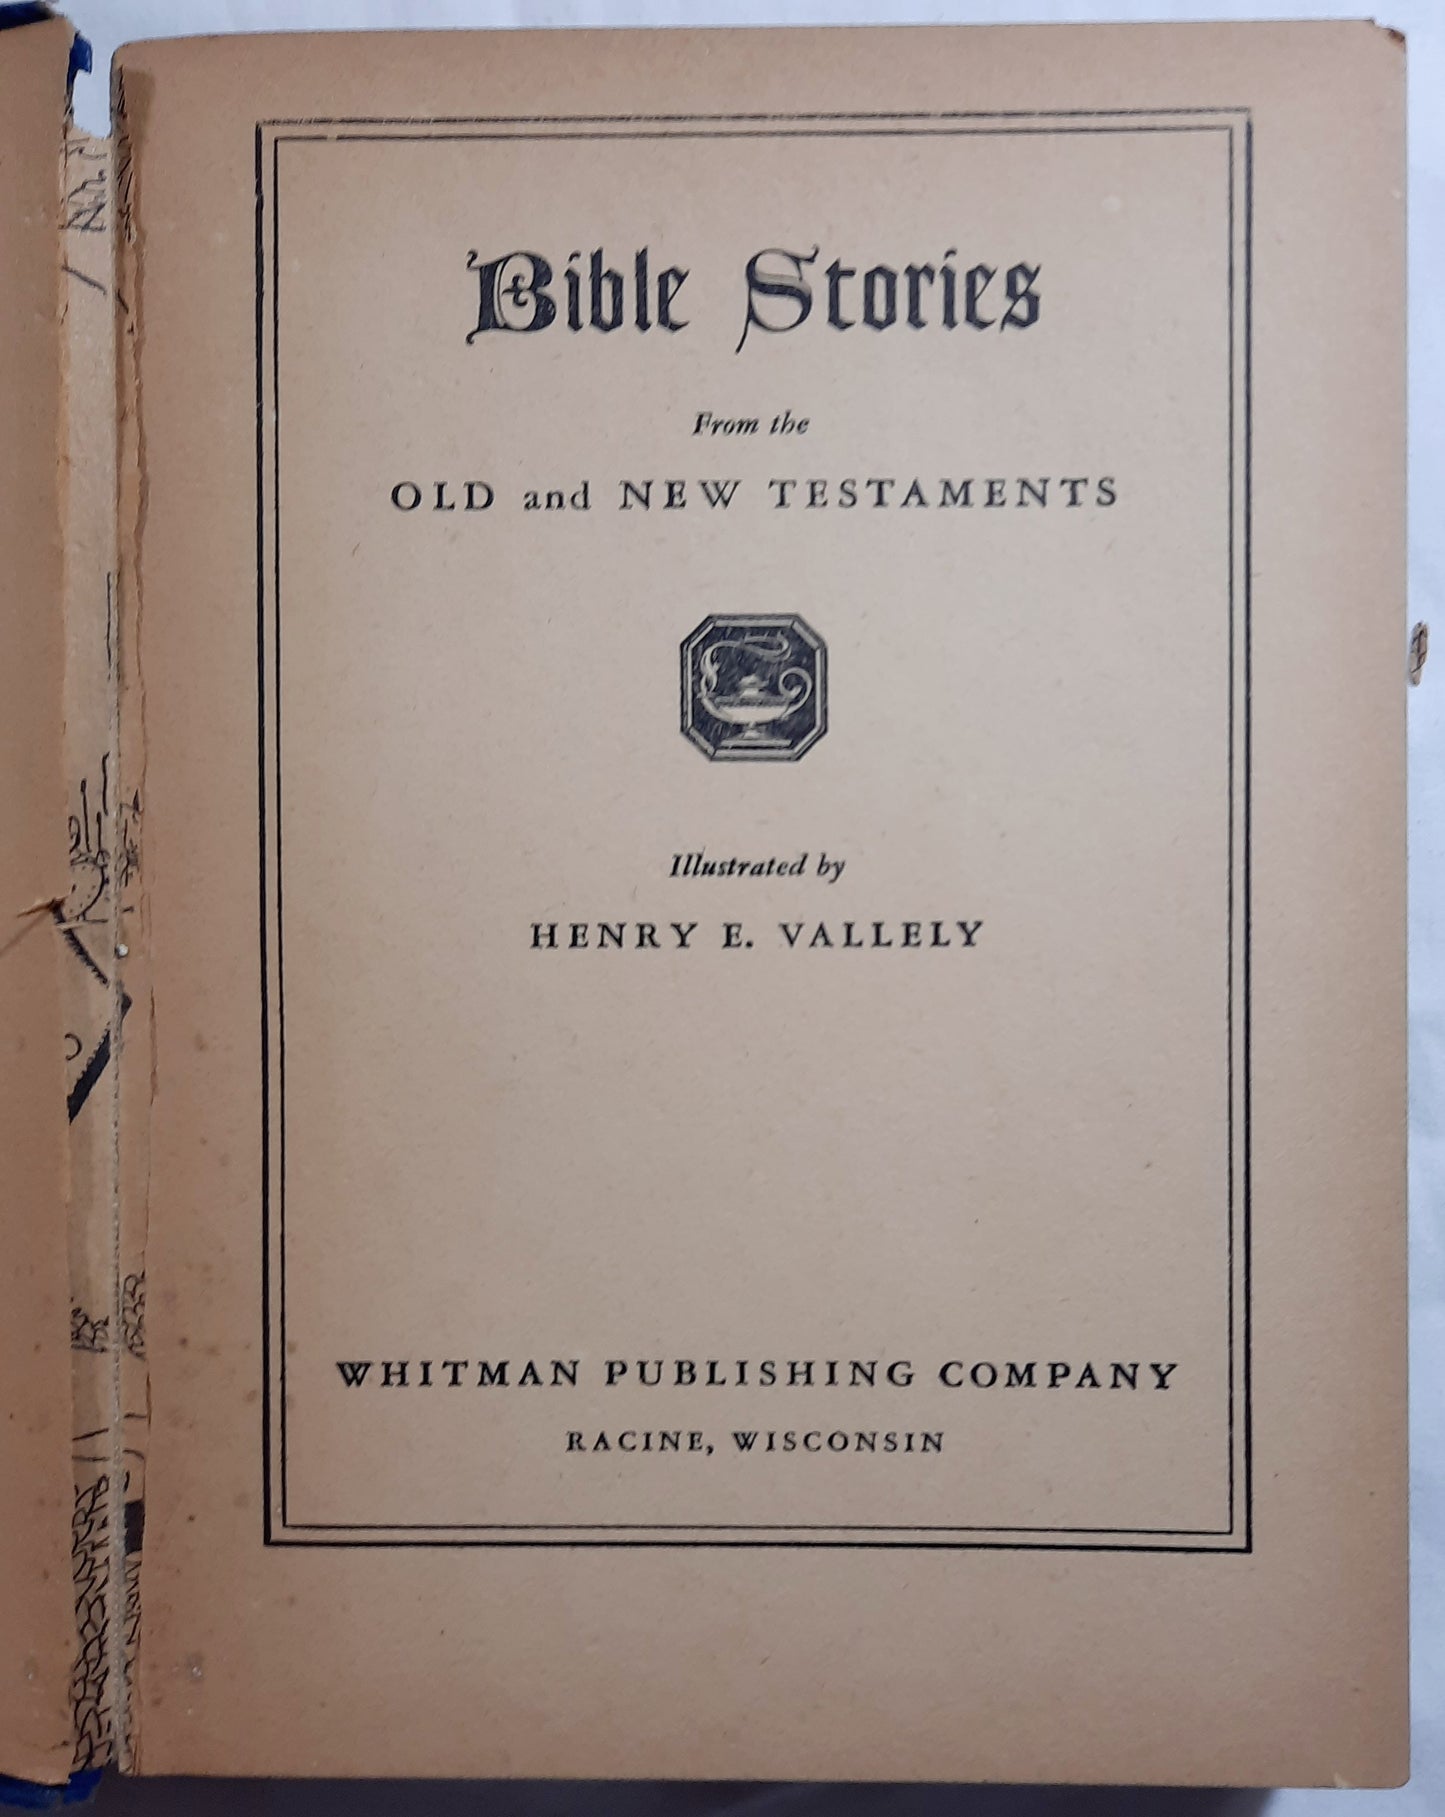 Bible Stories
From the
OLD and NEW TESTAMENTS
Illustrated by
HENRY E. VALLELY
WHITMAN PUBLISHING COMPANY
RACINE, WISCONSIN